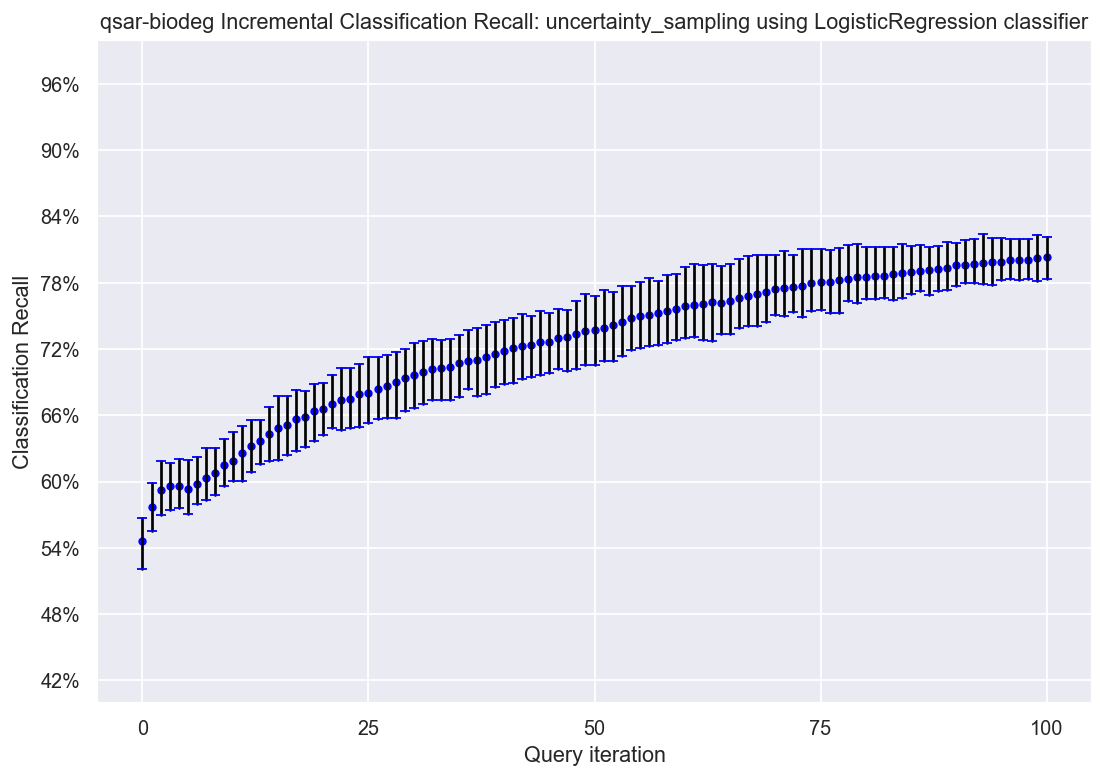 qsar-biodeg Incremental Classification Recall: uncertainty_sampling using LogisticRegression classifier
96%
90%
84%
78%
72%
66%
60%
54%
48%
42%
Classification Recall
0 25 50 75 100
Query iteration